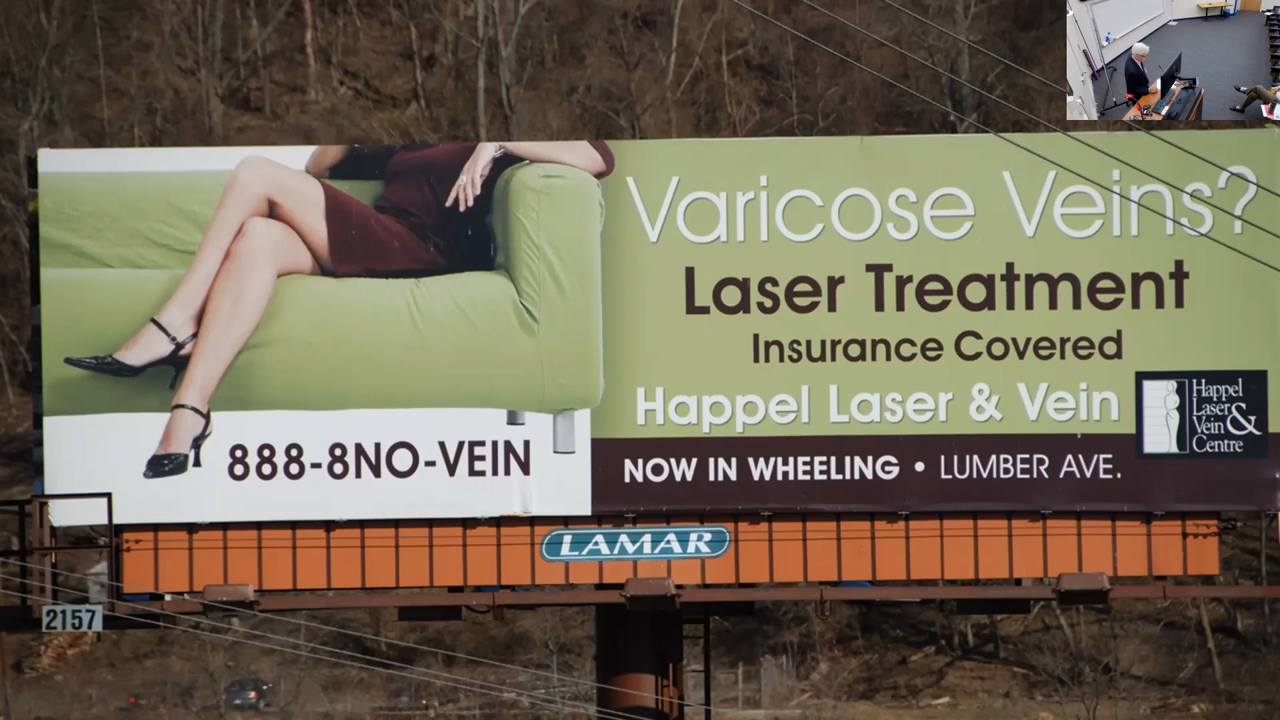 Varicose Veins?
Laser Treatment
Insurance Covered
Happel Laser & Vein
Happel
Laser &
Vein
Centre
888-8NO-VEIN
NOW IN WHEELING • LUMBER AVE.
LAMAR
2157